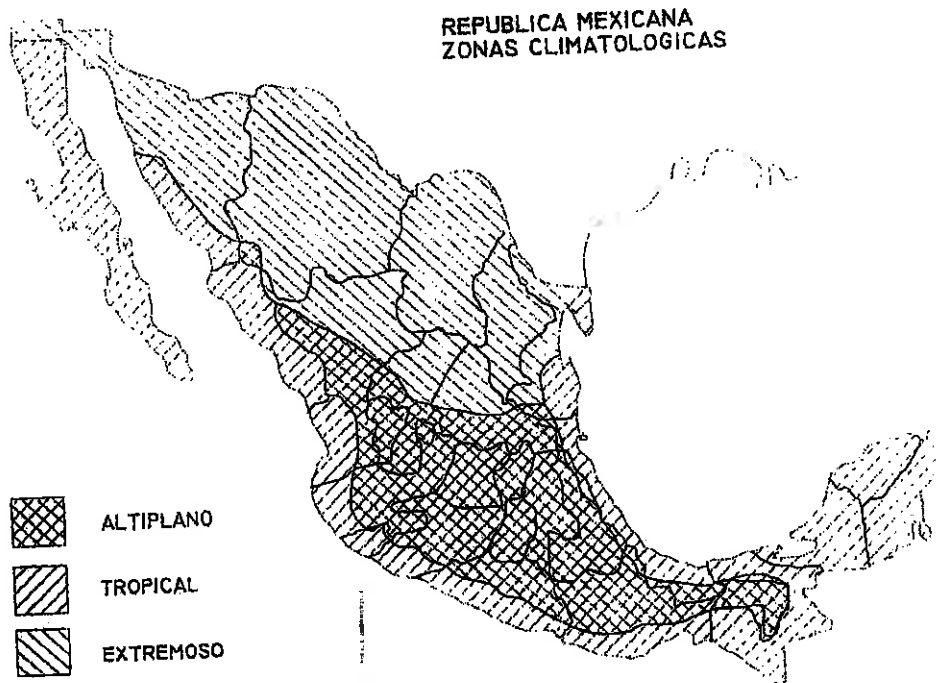 REPUBLICA MEXICANA
ZONAS CLIMATOLOGICAS
ALTIPLANO
TROPICAL
EXTREMOSO